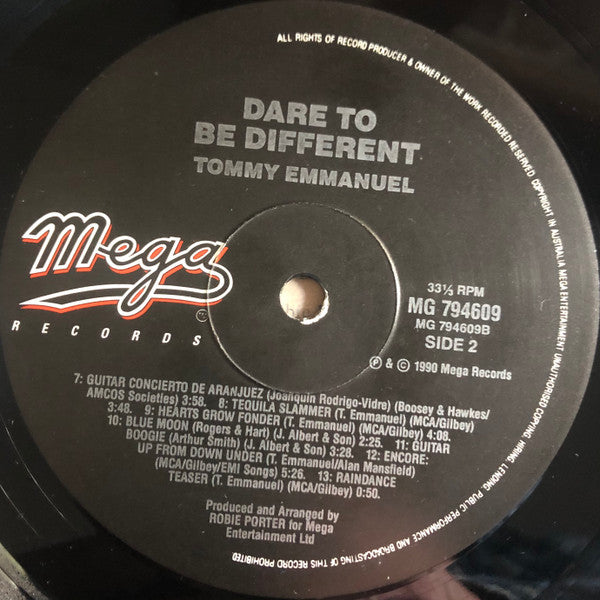 ALL RIGHTS OF RECORD PRODUCER & OWNER OF THE WORK RECORDED RESERVED. COPYRIGHT IN AUSTRALIA MEGA ENTERTAINMENT UNAUTHORISED COPYING, HIRING, LENDING, PUBLIC PERFORMANCE AND BROADCASTING OF THIS RECORD PROHIBITED
DARE TO
BE DIFFERENT
TOMMY EMMANUEL
mega
RECORDS
33⅓ RPM
MG 794609
MG 794609B
SIDE 2
℗ & © 1990 Mega Records
7: GUITAR CONCIERTO DE ARANJUEZ (Joanquin Rodrigo-Vidre) (Boosey & Hawkes/
AMCOS Societies) 3:58. 8: TEQUILA SLAMMER (T. Emmanuel) (MCA/Gilbey)
3:48. 9: HEARTS GROW FONDER (T. Emmanuel) (MCA/Gilbey) 4:08.
10: BLUE MOON (Rogers & Hart) (J. Albert & Son) 2:25. 11: GUITAR
BOOGIE (Arthur Smith) (J. Albert & Son) 3:28. 12: ENCORE:
UP FROM DOWN UNDER (T. Emmanuel/Alan Mansfield)
(MCA/Gilbey/EMI Songs) 5:26. 13: RAINDANCE
TEASER (T. Emmanuel) (MCA/Gilbey) 0:50.
Produced and Arranged by
ROBIE PORTER for Mega
Entertainment Ltd